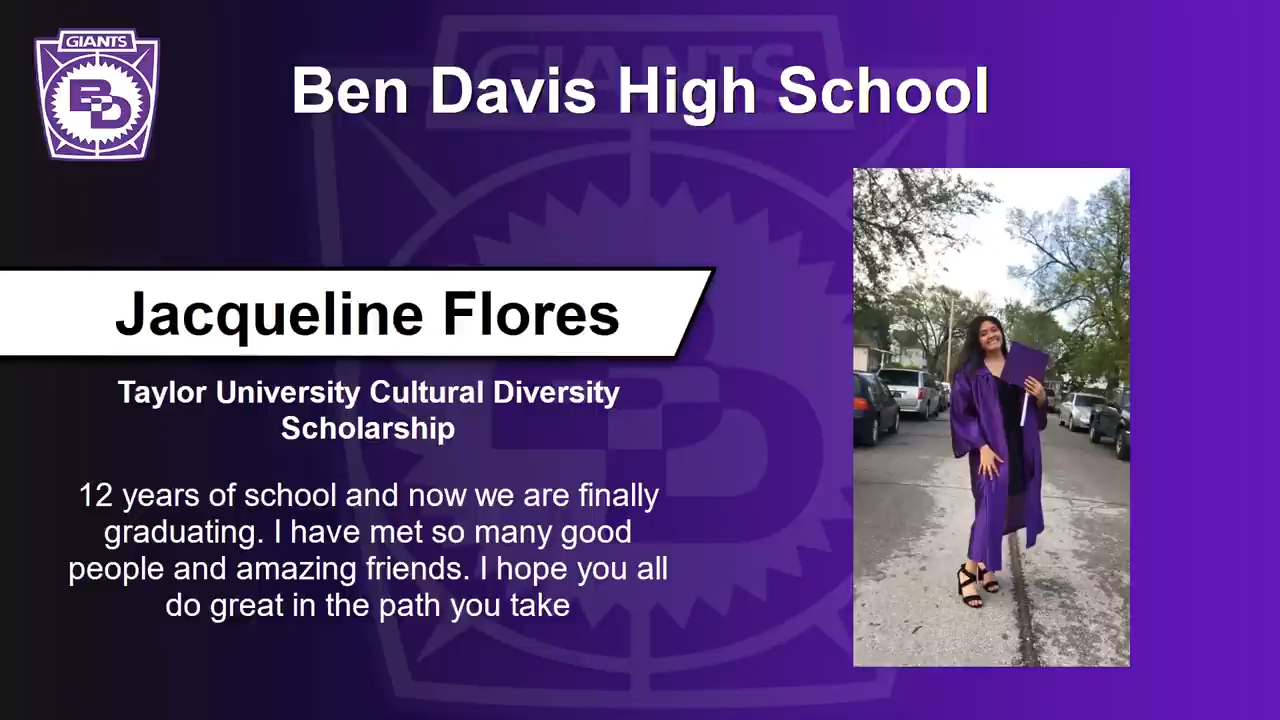 GIANTS
BD
GIANTS
Ben Davis High School
Jacqueline Flores
Taylor University Cultural Diversity
Scholarship
12 years of school and now we are finally
graduating. I have met so many good
people and amazing friends. I hope you all
do great in the path you take